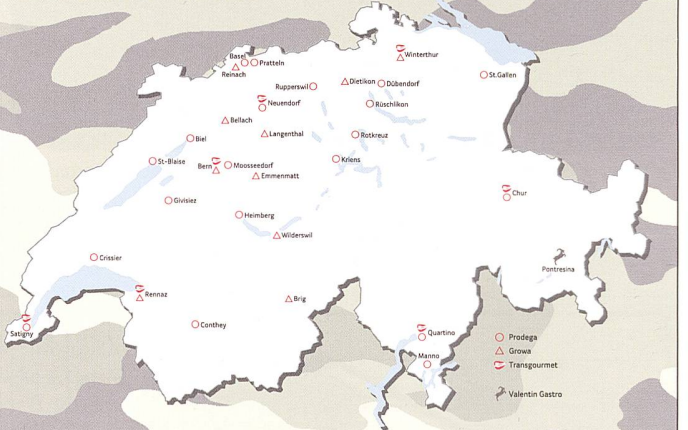 Winterthur
Basel
Pratteln
Reinach
St.Gallen
Dietikon
Dübendorf
Rupperswil
Neuendorf
Rüschlikon
Bellach
Langenthal
Rotkreuz
Biel
St-Blaise
Bern
Moosseedorf
Kriens
Emmenmatt
Chur
Givisiez
Heimberg
Wilderswil
Crissier
Pontresina
Rennaz
Brig
Satigny
Conthey
Quartino
Manno
Prodega
Growa
Transgourmet
Valentin Gastro